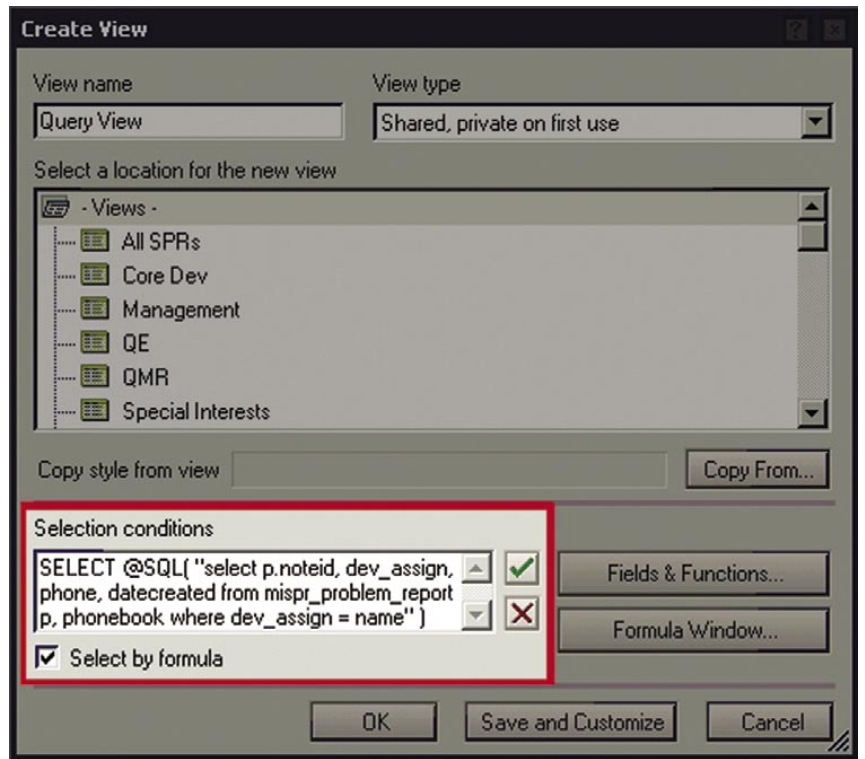 Create View
View name
View type
Query View
Shared, private on first use
Select a location for the new view
- Views -
All SPRs
Core Dev
Management
QE
QMR
Special Interests
Copy style from view
Copy From...
Selection conditions
SELECT @SQL( "select p.noteid, dev_assign,
phone, datecreated from mispr_problem_report
p, phonebook where dev_assign = name" )
Select by formula
Fields & Functions...
Formula Window...
OK
Save and Customize
Cancel